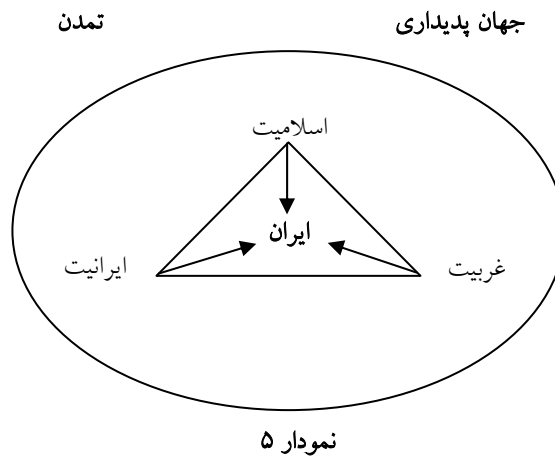 جهان پدیداری
تمدن
اسلامیت
ایران
غربیت
ایرانیت
نمودار ۵